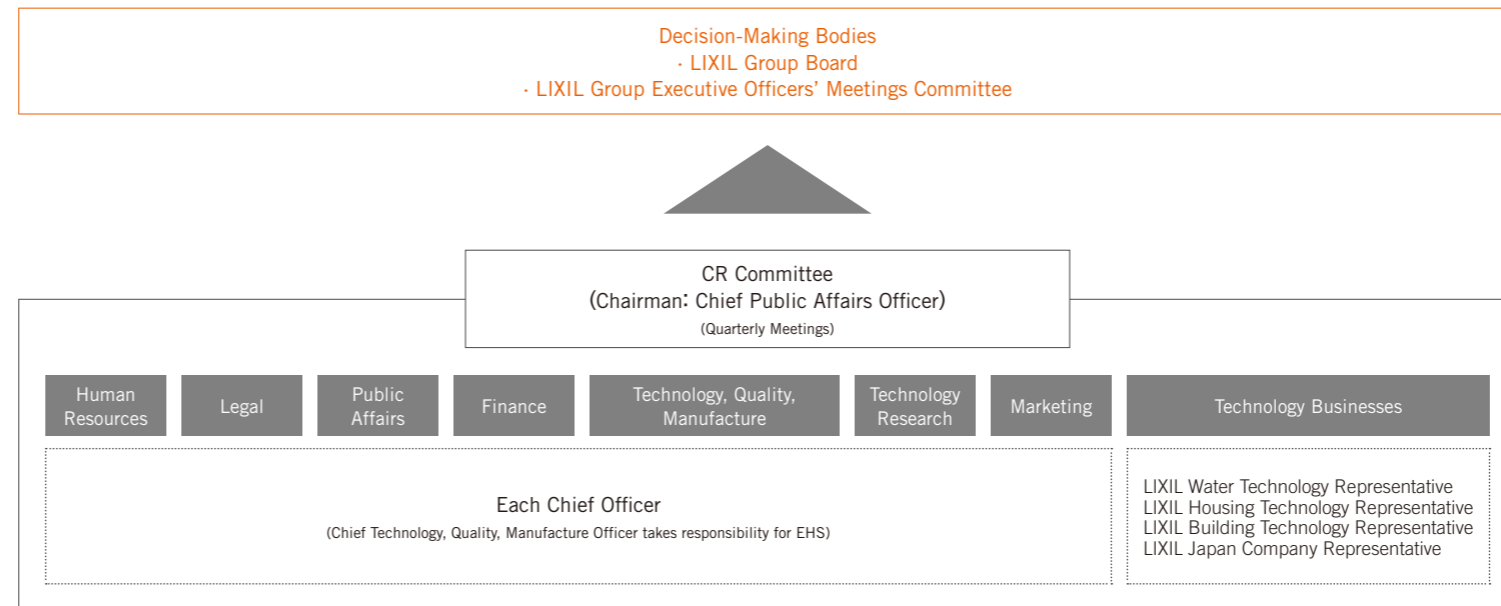 Decision-Making Bodies
· LIXIL Group Board
· LIXIL Group Executive Officers’ Meetings Committee
CR Committee
(Chairman: Chief Public Affairs Officer)
(Quarterly Meetings)
Human
Resources
Legal
Public
Affairs
Finance
Technology, Quality,
Manufacture
Technology
Research
Marketing
Technology Businesses
Each Chief Officer
(Chief Technology, Quality, Manufacture Officer takes responsibility for EHS)
LIXIL Water Technology Representative
LIXIL Housing Technology Representative
LIXIL Building Technology Representative
LIXIL Japan Company Representative